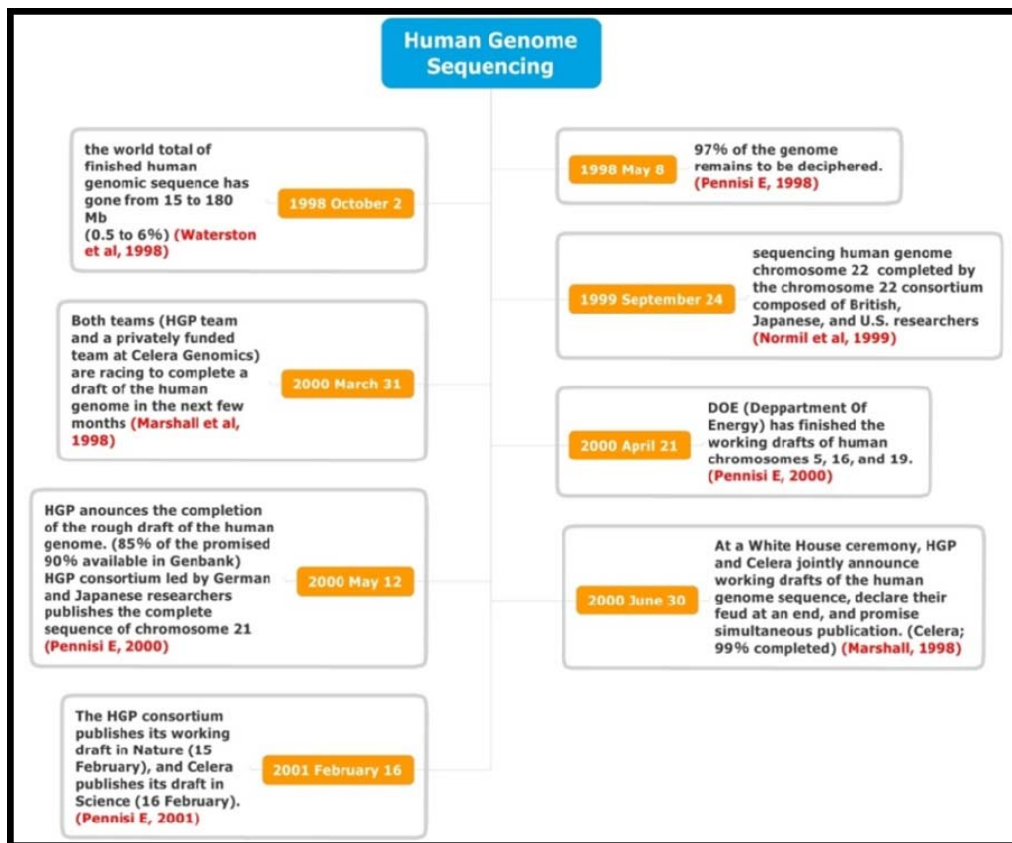 Human Genome
Sequencing
97% of the genome
remains to be deciphered.
(Pennisi E, 1998)
1998 May 8
the world total of
finished human
genomic sequence has
gone from 15 to 180
Mb
(0.5 to 6%) (Waterston
et al, 1998)
1998 October 2
sequencing human genome
chromosome 22 completed by
the chromosome 22 consortium
composed of British,
Japanese, and U.S. researchers
(Normil et al, 1999)
1999 September 24
Both teams (HGP team
and a privately funded
team at Celera Genomics)
are racing to complete a
draft of the human
genome in the next few
months (Marshall et al,
1998)
2000 March 31
DOE (Deppartment Of
Energy) has finished the
working drafts of human
chromosomes 5, 16, and 19.
(Pennisi E, 2000)
2000 April 21
HGP anounces the completion
of the rough draft of the human
genome. (85% of the promised
90% available in Genbank)
HGP consortium led by German
and Japanese researchers
publishes the complete
sequence of chromosome 21
(Pennisi E, 2000)
2000 May 12
At a White House ceremony, HGP
and Celera jointly announce
working drafts of the human
genome sequence, declare their
feud at an end, and promise
simultaneous publication. (Celera;
99% completed) (Marshall, 1998)
2000 June 30
The HGP consortium
publishes its working
draft in Nature (15
February), and Celera
publishes its draft in
Science (16 February).
(Pennisi E, 2001)
2001 February 16